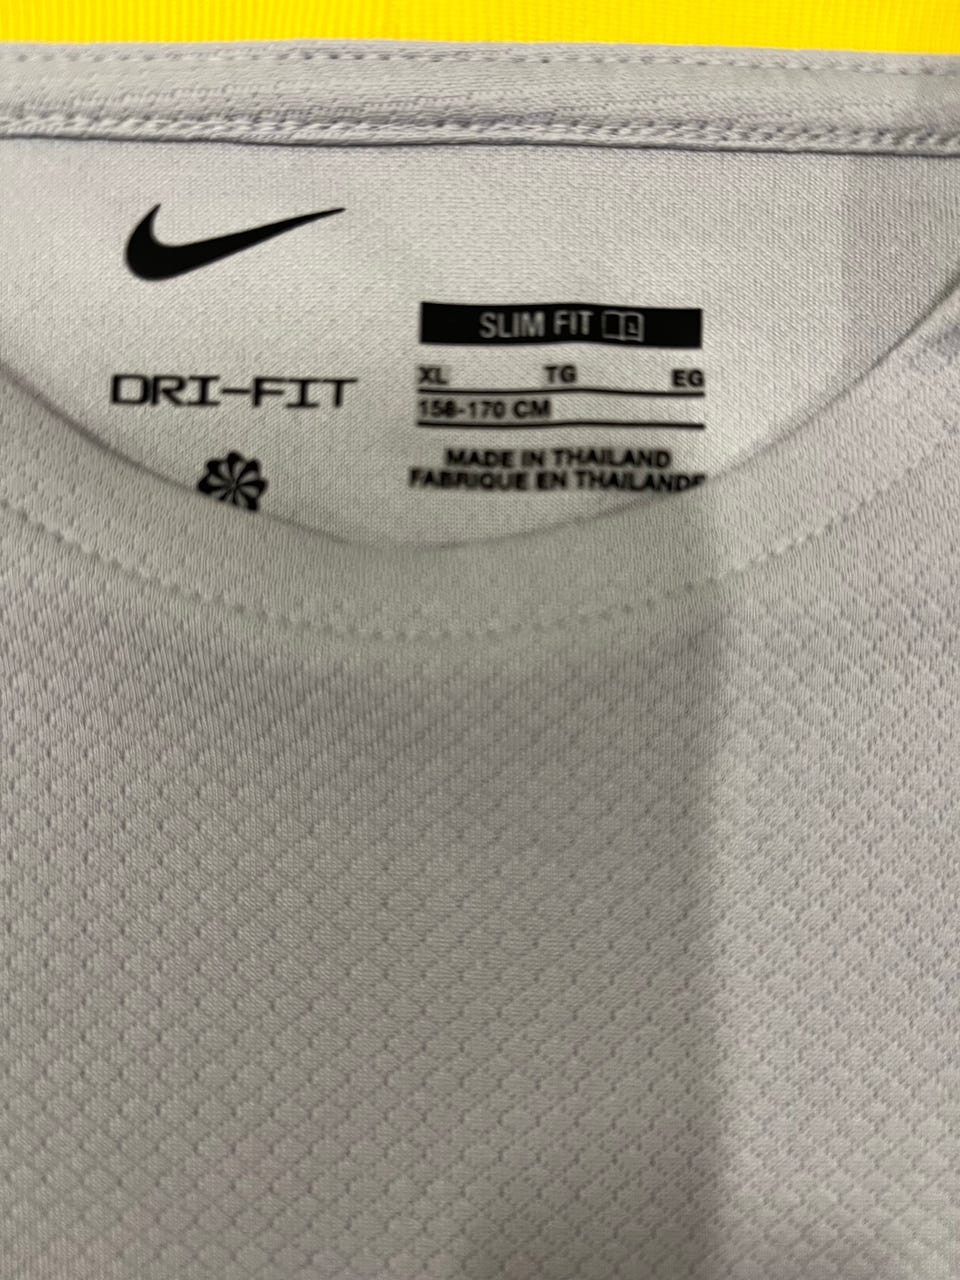 SLIM FIT
DRI-FIT
XL TG EG
158-170 CM
MADE IN THAILAND
FABRIQUE EN THAILANDE